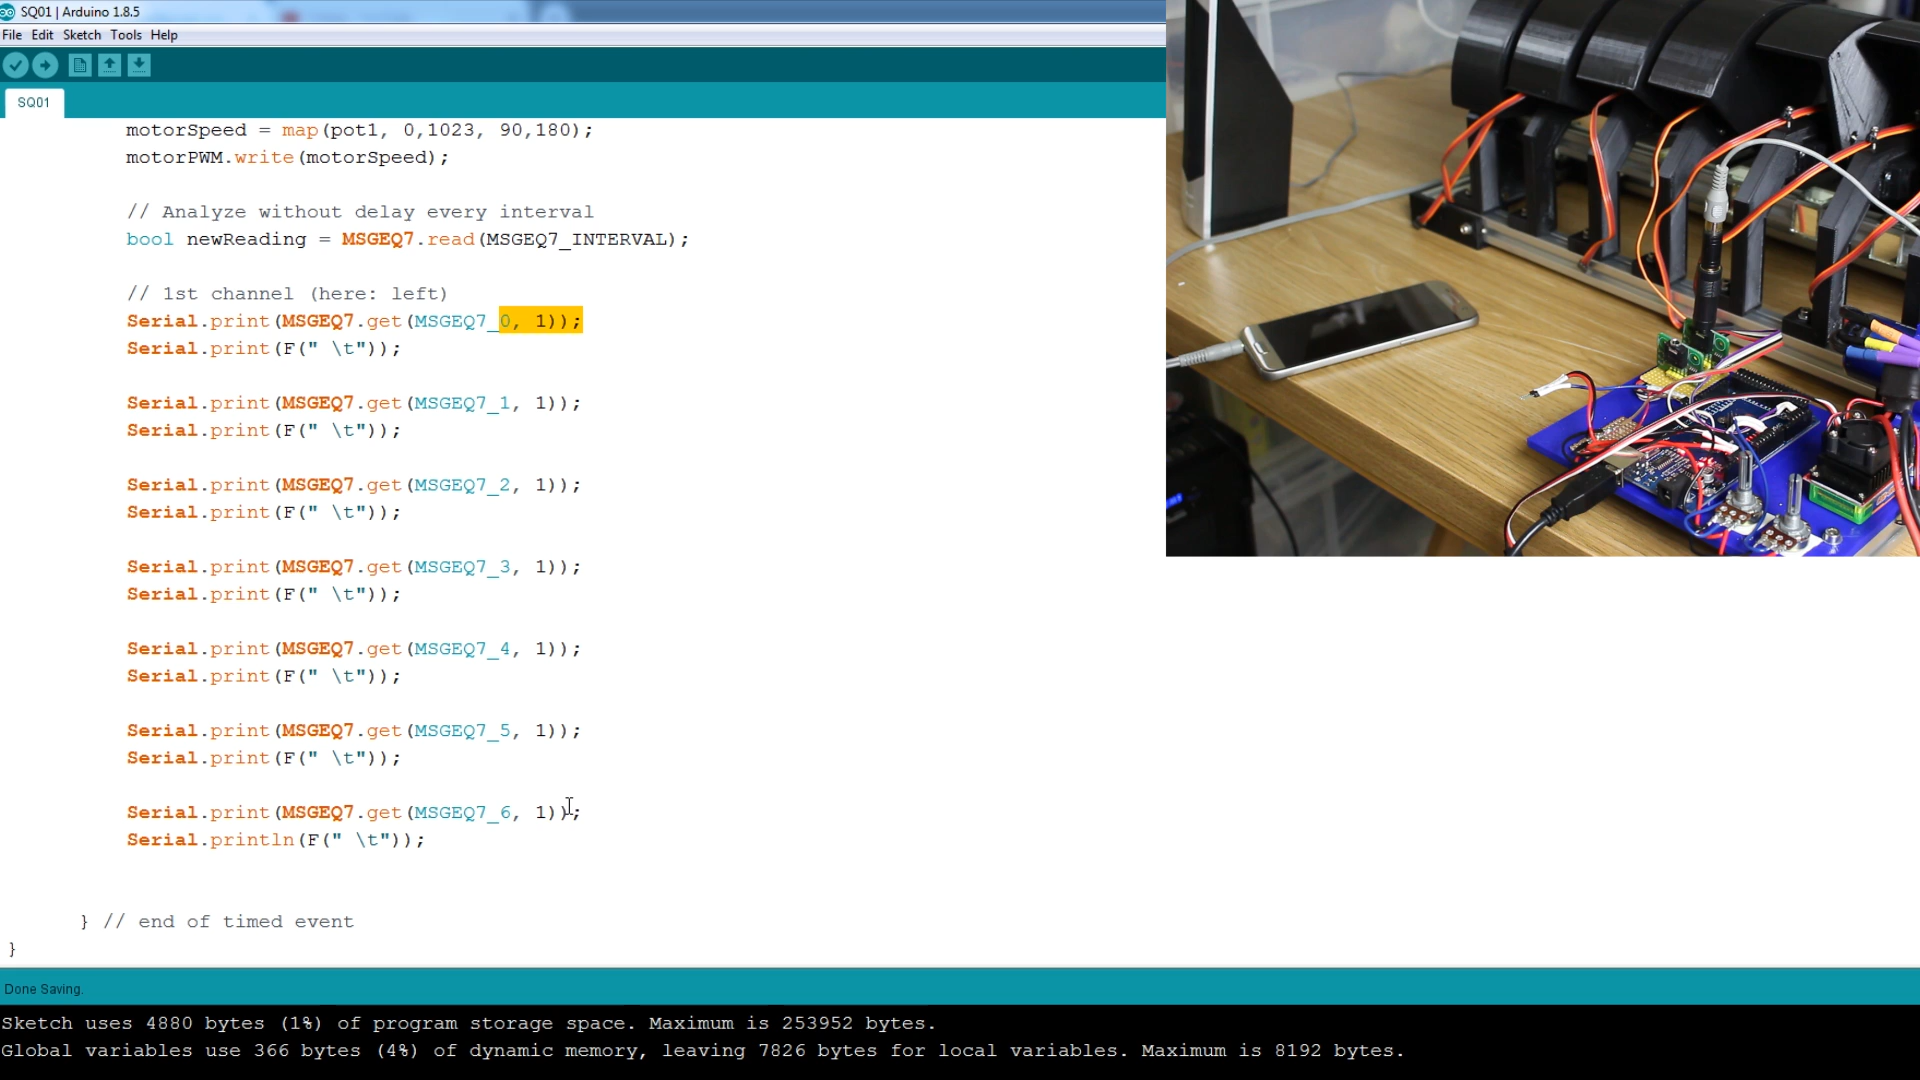 SQ01 | Arduino 1.8.5
File Edit Sketch Tools Help
SQ01
motorSpeed = map(pot1, 0,1023, 90,180);
motorPWM.write(motorSpeed);
// Analyze without delay every interval
bool newReading = MSGEQ7.read(MSGEQ7_INTERVAL);
// 1st channel (here: left)
Serial.print(MSGEQ7.get(MSGEQ7_0, 1));
Serial.print(F(" \t"));
Serial.print(MSGEQ7.get(MSGEQ7_1, 1));
Serial.print(F(" \t"));
Serial.print(MSGEQ7.get(MSGEQ7_2, 1));
Serial.print(F(" \t"));
Serial.print(MSGEQ7.get(MSGEQ7_3, 1));
Serial.print(F(" \t"));
Serial.print(MSGEQ7.get(MSGEQ7_4, 1));
Serial.print(F(" \t"));
Serial.print(MSGEQ7.get(MSGEQ7_5, 1));
Serial.print(F(" \t"));
Serial.print(MSGEQ7.get(MSGEQ7_6, 1));
Serial.println(F(" \t"));
} // end of timed event
}
Done Saving.
Sketch uses 4880 bytes (1%) of program storage space. Maximum is 253952 bytes.
Global variables use 366 bytes (4%) of dynamic memory, leaving 7826 bytes for local variables. Maximum is 8192 bytes.